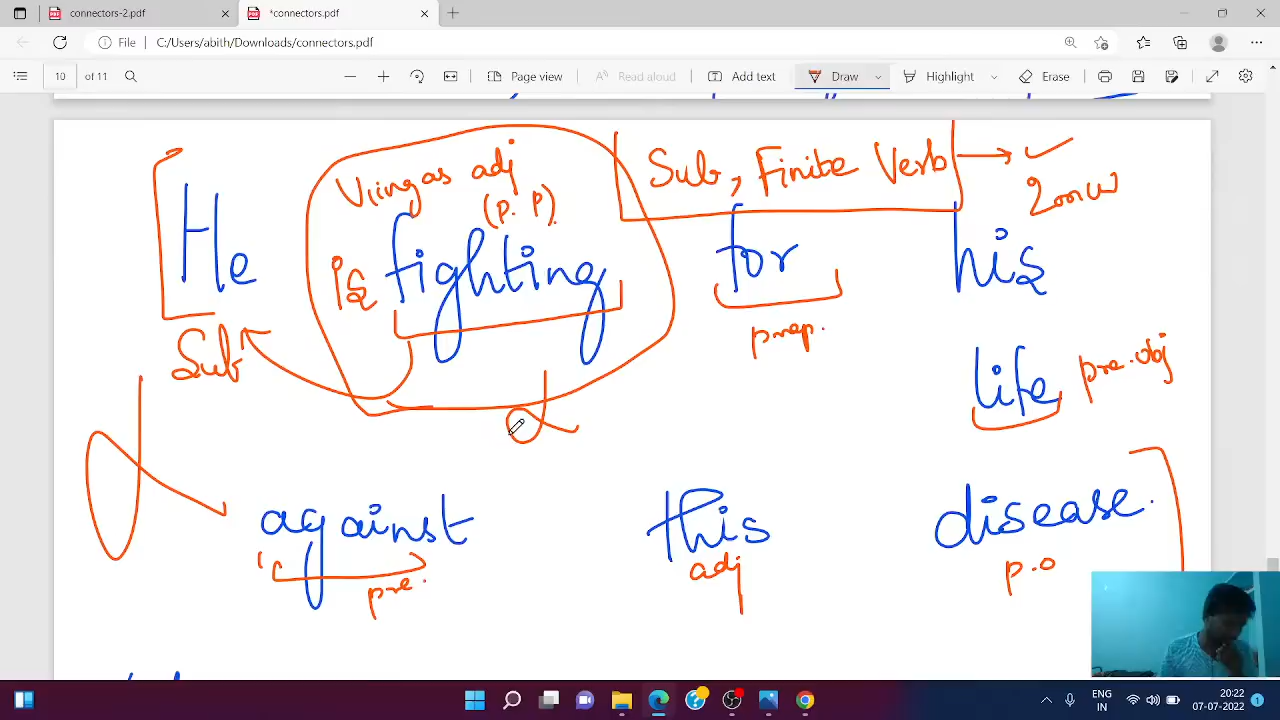 connectors-2.pdf
*connectors.pdf
File C:/Users/abith/Downloads/connectors.pdf
10 of 11
Page view
Read aloud
Add text
Draw
Highlight
Erase
Ving as adj
(p. p).
Sub, Finite Verb
He is fighting for his
Sub
prep.
life
pre.obj
against this disease.
pre.
adj
p.o
ENG
IN
20:22
07-07-2022
1